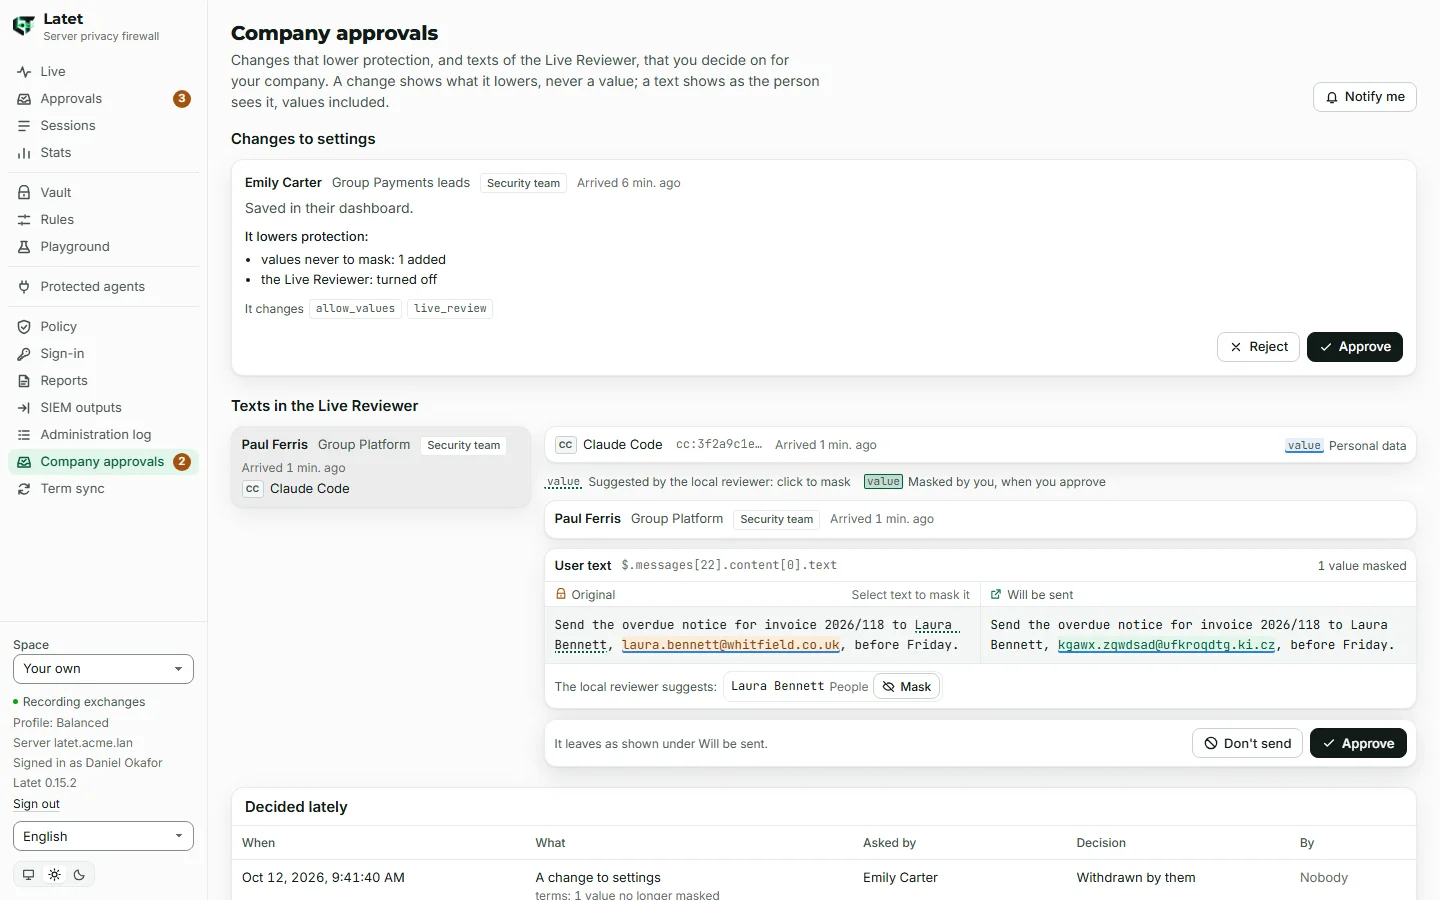 Latet
Server privacy firewall
Live
Approvals 3
Sessions
Stats
Vault
Rules
Playground
Protected agents
Policy
Sign-in
Reports
SIEM outputs
Administration log
Company approvals 2
Term sync
Space
Your own
Recording exchanges
Profile: Balanced
Server latet.acme.lan
Signed in as Daniel Okafor
Latet 0.15.2
Sign out
English
Company approvals
Changes that lower protection, and texts of the Live Reviewer, that you decide on for
your company. A change shows what it lowers, never a value; a text shows as the person
sees it, values included.
Notify me
Changes to settings
Emily Carter Group Payments leads Security team Arrived 6 min. ago
Saved in their dashboard.
It lowers protection:
• values never to mask: 1 added
• the Live Reviewer: turned off
It changes allow_values live_review
Reject Approve
Texts in the Live Reviewer
Paul Ferris Group Platform Security team
Arrived 1 min. ago
CC Claude Code
CC Claude Code cc:3f2a9c1e… Arrived 1 min. ago value Personal data
value Suggested by the local reviewer: click to mask value Masked by you, when you approve
Paul Ferris Group Platform Security team Arrived 1 min. ago
User text $.messages[22].content[0].text 1 value masked
Original Select text to mask it
Send the overdue notice for invoice 2026/118 to Laura
Bennett, laura.bennett@whitfield.co.uk, before Friday.
Will be sent
Send the overdue notice for invoice 2026/118 to Laura
Bennett, kgawx.zqwdsad@ufkroqdtg.ki.cz, before Friday.
The local reviewer suggests: Laura Bennett People Mask
It leaves as shown under Will be sent. Don't send Approve
Decided lately
When What Asked by Decision By
Oct 12, 2026, 9:41:40 AM A change to settings Emily Carter Withdrawn by them Nobody
terms: 1 value no longer masked